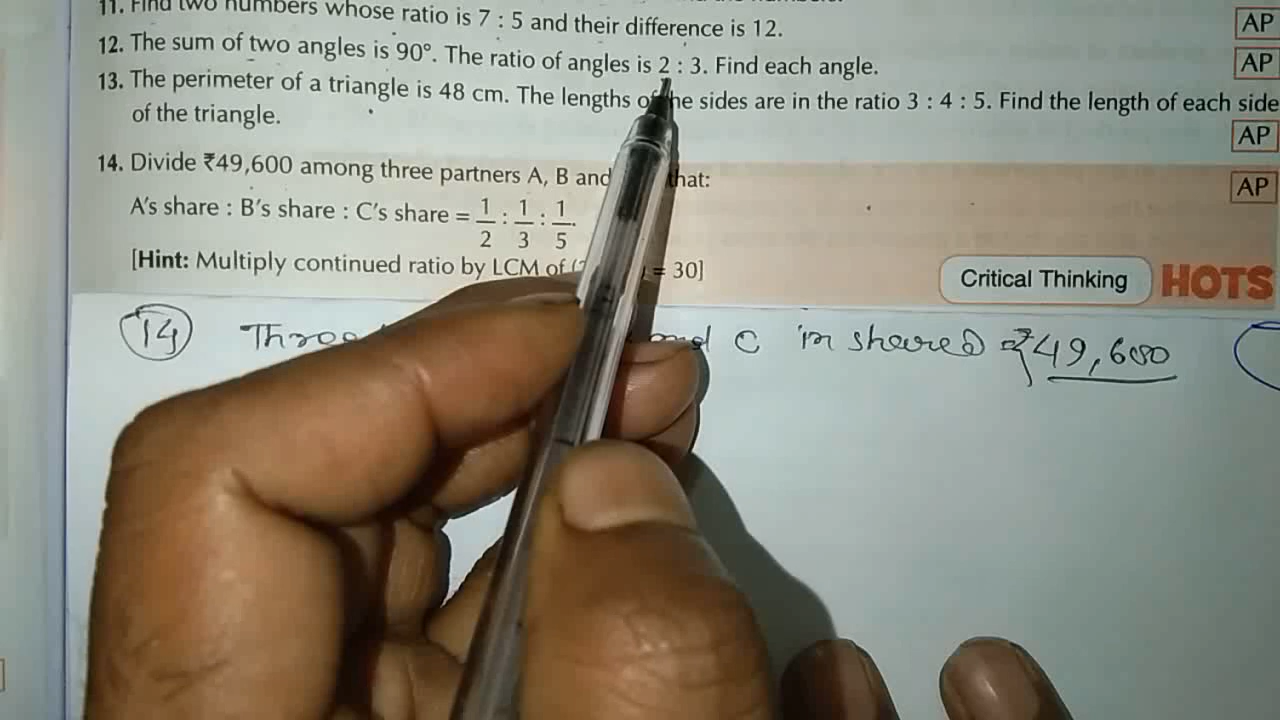 11. Find two numbers whose ratio is 7 : 5 and their difference is 12.
AP
12. The sum of two angles is 90°. The ratio of angles is 2 : 3. Find each angle.
AP
13. The perimeter of a triangle is 48 cm. The lengths of the sides are in the ratio 3 : 4 : 5. Find the length of each side
of the triangle.
AP
14. Divide ₹49,600 among three partners A, B and that:
AP
A's share : B's share : C's share = 1/2 : 1/3 : 1/5.
[Hint: Multiply continued ratio by LCM of = 30]
Critical Thinking HOTS
14 Three and C in shared ₹49,600